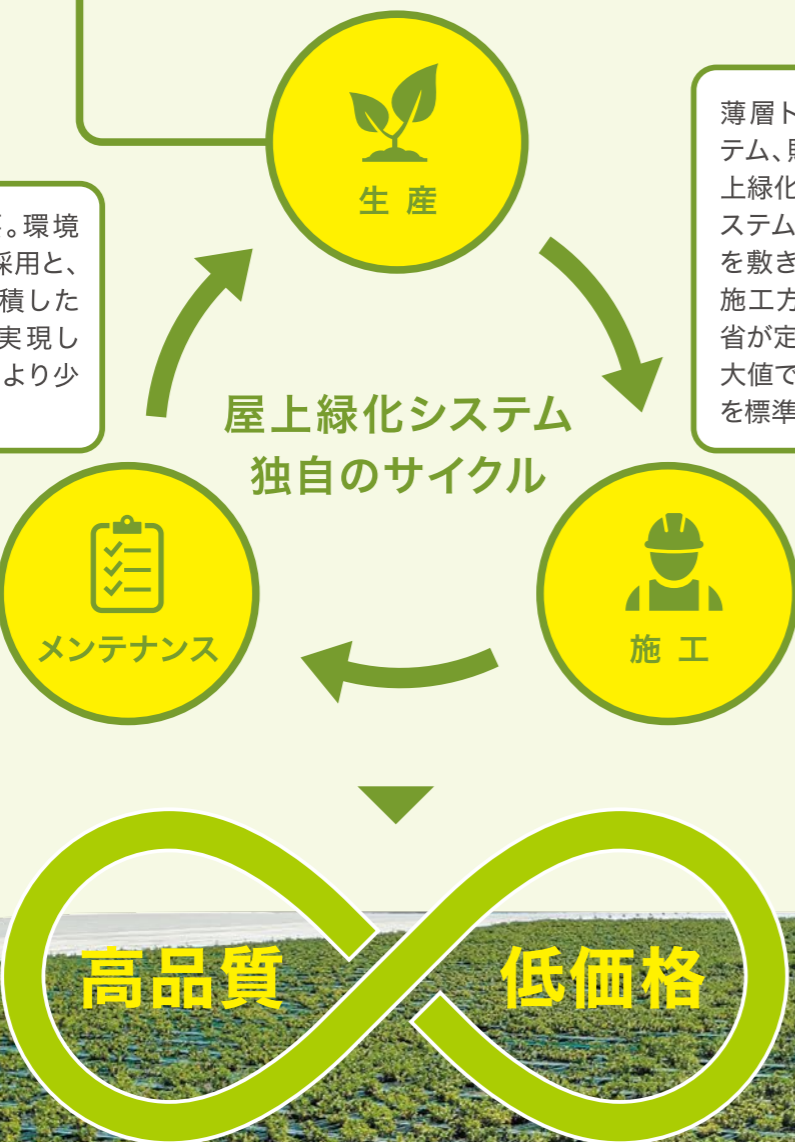 生 産
。環境
採用と、
積した
実現し
より少
薄層ト
テム、
上緑化
ステム
を敷き
施工方
省が定
大値で
を標準
屋上緑化システム
独自のサイクル
メンテナンス
施 工
高品質
低価格